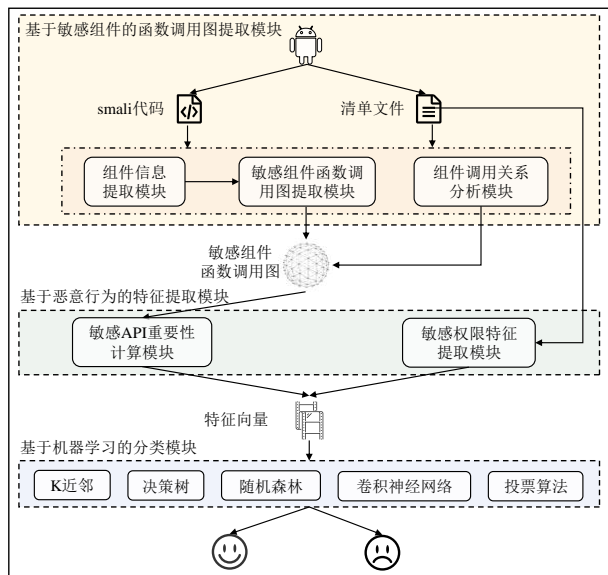 基于敏感组件的函数调用图提取模块
smali代码
清单文件
组件信息
提取模块
敏感组件函数调
用图提取模块
组件调用关系
分析模块
敏感组件
函数调用图
基于恶意行为的特征提取模块
敏感API重要性
计算模块
敏感权限特征
提取模块
特征向量
基于机器学习的分类模块
K近邻
决策树
随机森林
卷积神经网络
投票算法